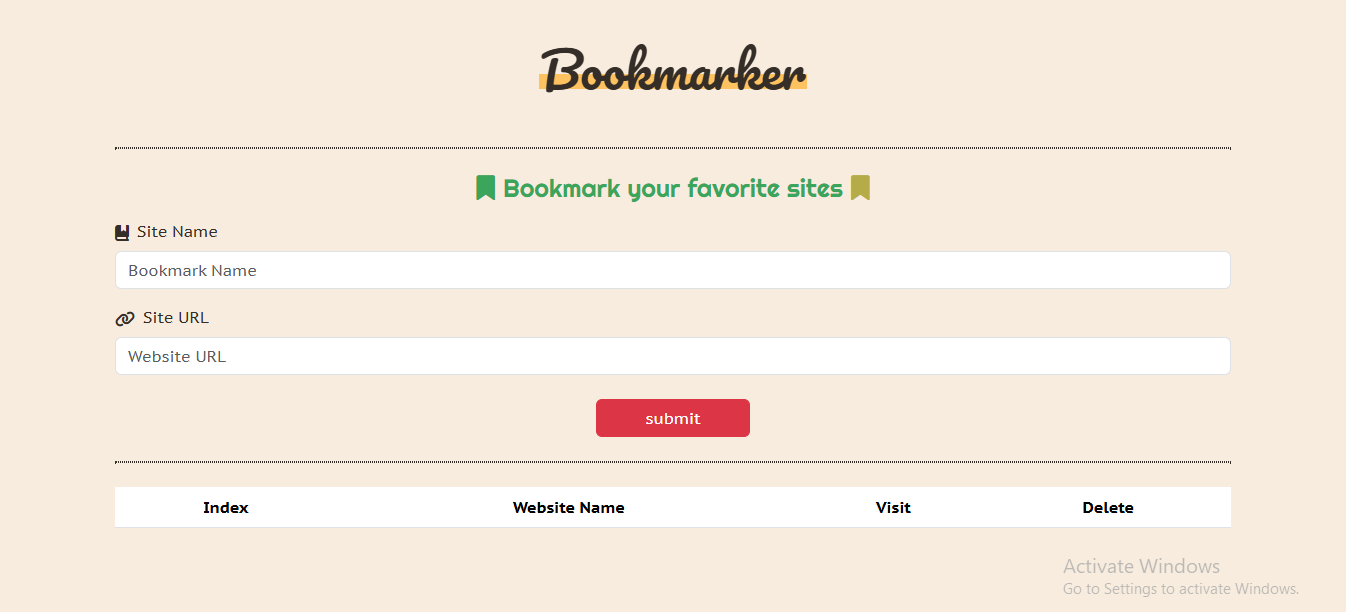 Bookmarker
Bookmark your favorite sites
Site Name
Bookmark Name
Site URL
Website URL
submit
Index Website Name Visit Delete
Activate Windows
Go to Settings to activate Windows.